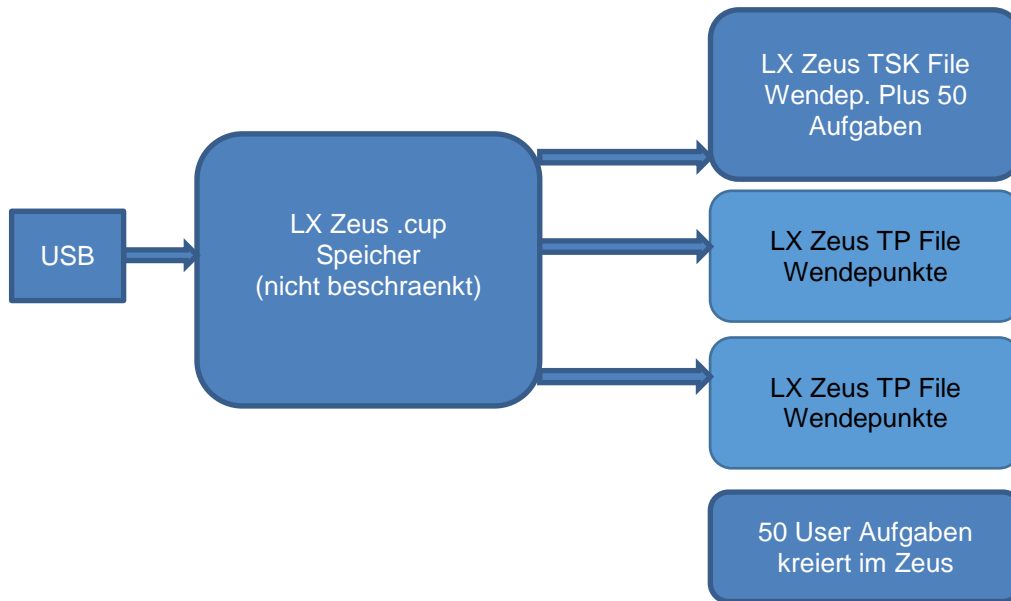 USB
LX Zeus .cup
Speicher
(nicht beschraenkt)
LX Zeus TSK File
Wendep. Plus 50
Aufgaben
LX Zeus TP File
Wendepunkte
LX Zeus TP File
Wendepunkte
50 User Aufgaben
kreiert im Zeus